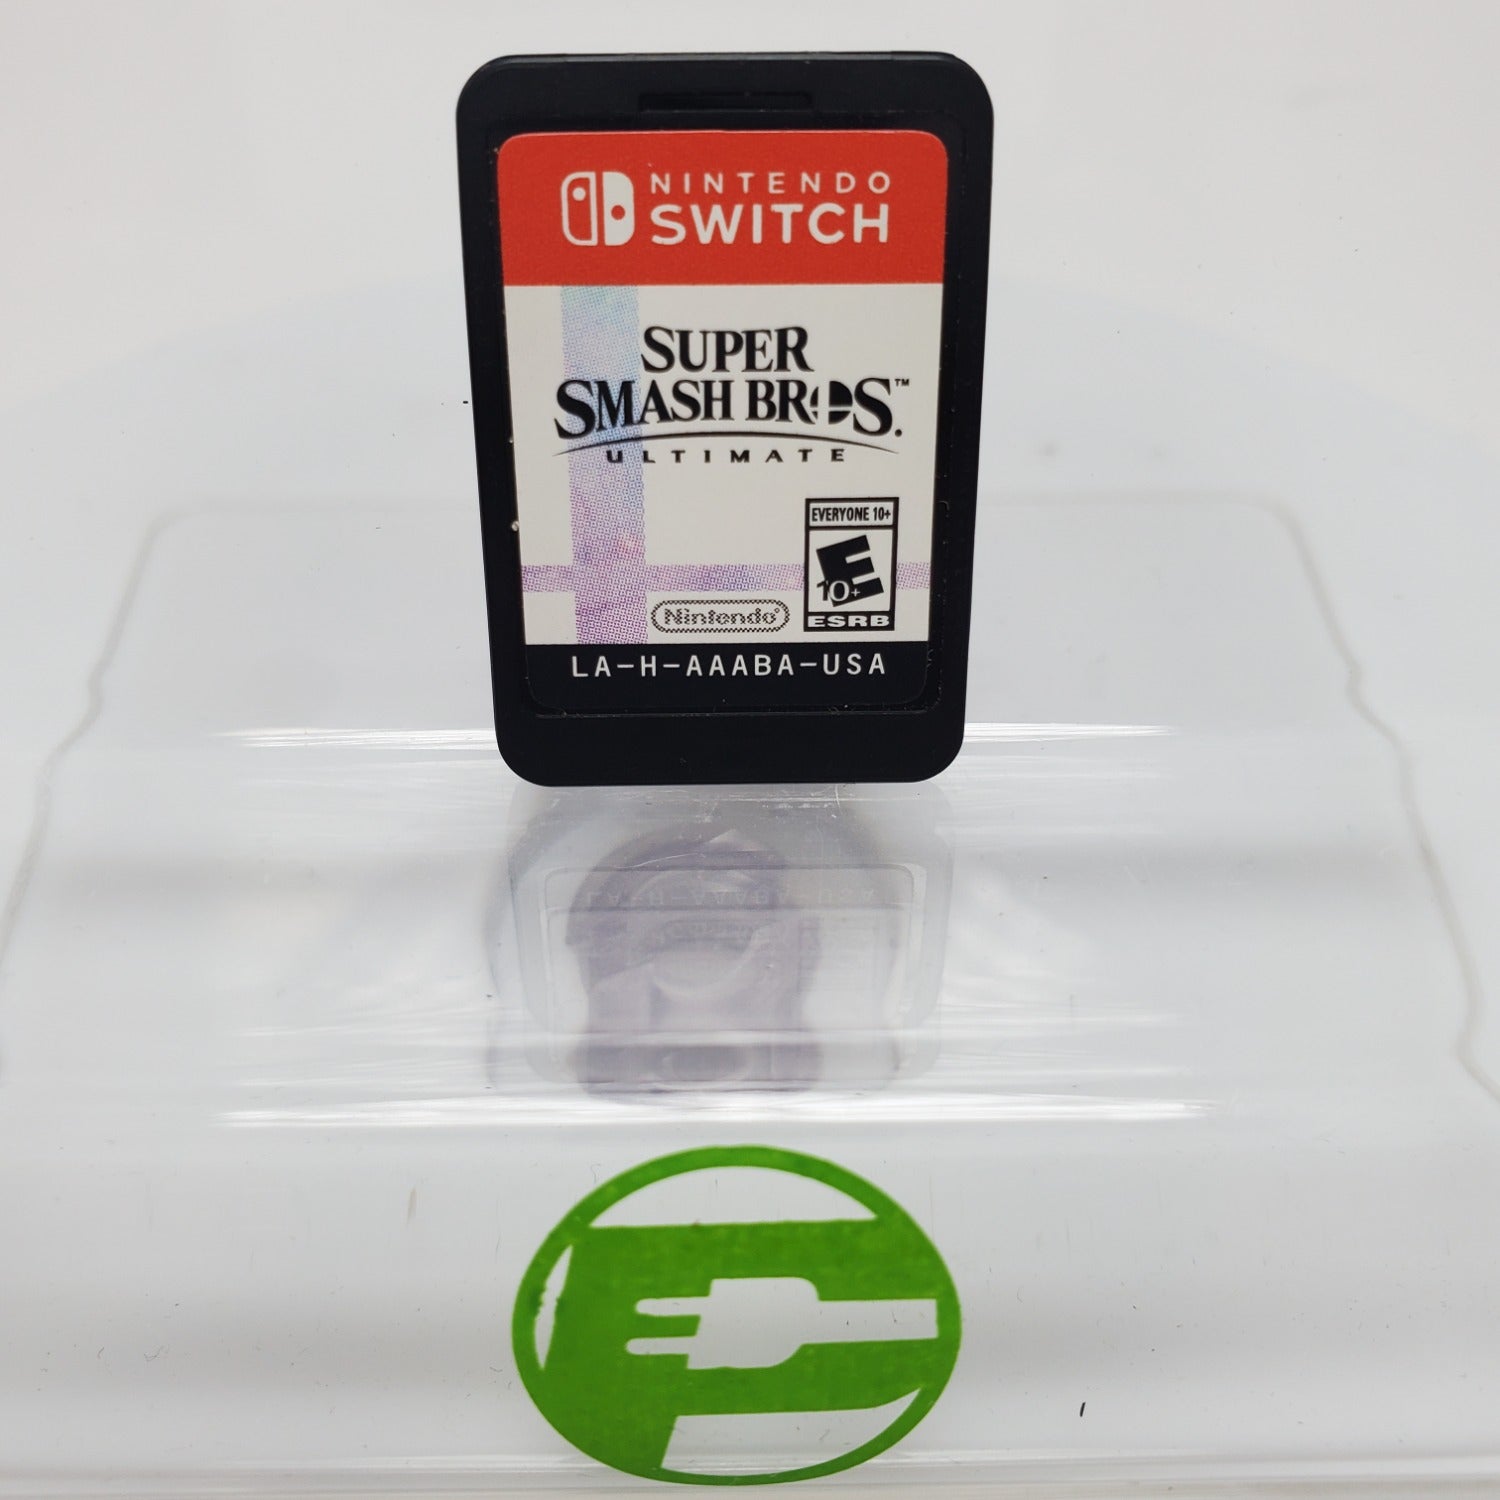 NINTENDO
SWITCH
SUPER
SMASH BROS.™
ULTIMATE
EVERYONE 10+
E
10+
ESRB
Nintendo®
LA-H-AAABA-USA